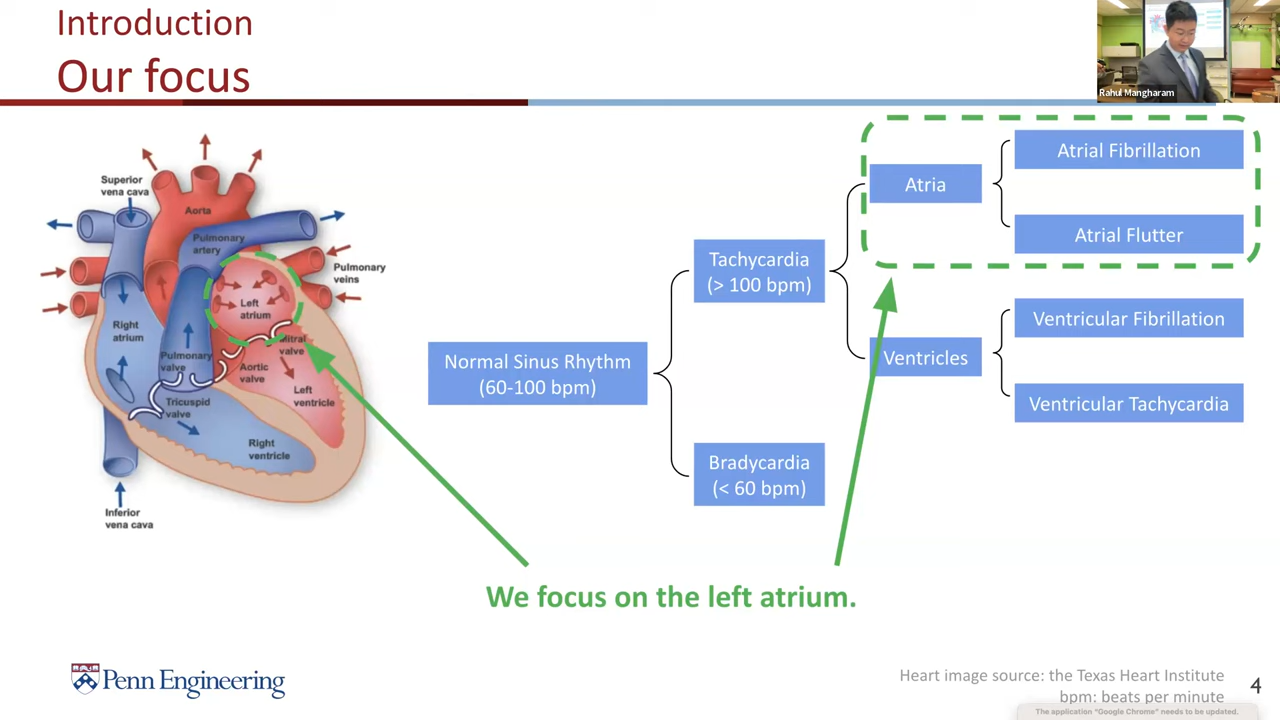 Introduction
Our focus
Rahul Mangharam
Superior
vena cava
Aorta
Pulmonary
artery
Pulmonary
veins
Left
atrium
Right
atrium
Mitral
valve
Pulmonary
valve
Aortic
valve
Left
ventricle
Tricuspid
valve
Right
ventricle
Inferior
vena cava
Normal Sinus Rhythm
(60-100 bpm)
Tachycardia
(> 100 bpm)
Bradycardia
(< 60 bpm)
Atria
Ventricles
Atrial Fibrillation
Atrial Flutter
Ventricular Fibrillation
Ventricular Tachycardia
We focus on the left atrium.
Penn Engineering
Heart image source: the Texas Heart Institute
bpm: beats per minute
4
The application “Google Chrome” needs to be updated.